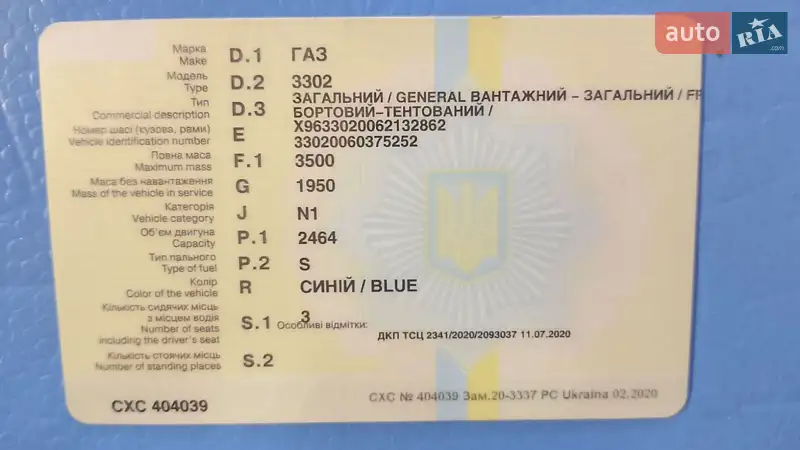 auto RIA
.com
Марка
Make D.1 ГАЗ
Модель
Type D.2 3302
Тип
Commercial description D.3 ЗАГАЛЬНИЙ / GENERAL ВАНТАЖНИЙ – ЗАГАЛЬНИЙ / FR
БОРТОВИЙ–ТЕНТОВАНИЙ /
Номер шасі (кузова, рами)
Vehicle identification number E X9633020062132862
33020060375252
Повна маса
Maximum mass F.1 3500
Маса без навантаження
Mass of the vehicle in service G 1950
Категорія
Vehicle category J N1
Об'єм двигуна
Capacity P.1 2464
Тип пального
Type of fuel P.2 S
Колір
Color of the vehicle R СИНІЙ / BLUE
Кількість сидячих місць
з місцем водія
Number of seats
including the driver's seat S.1 3
Особливі відмітки:
ДКП ТСЦ 2341/2020/2093037 11.07.2020
Кількість стоячих місць
Number of standing places S.2
СХС 404039
СХС № 404039 Зам.20-3337 РС Ukraina 02.2020